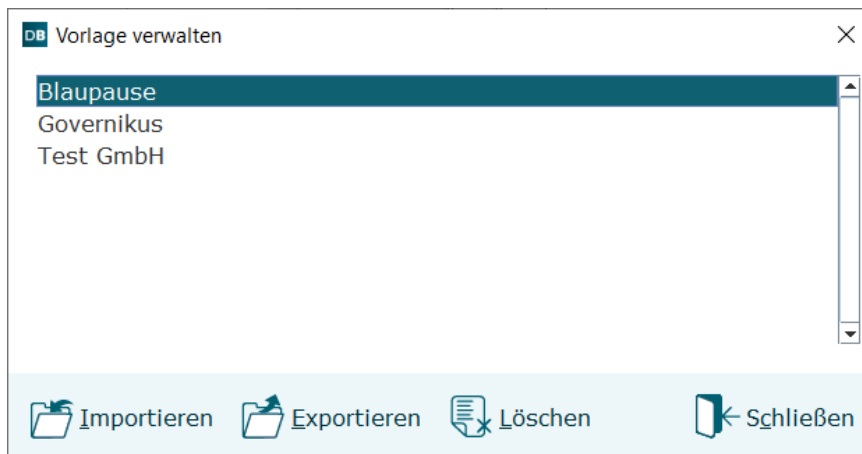 DB Vorlage verwalten
Blaupause
Governikus
Test GmbH
Importieren Exportieren Löschen Schließen